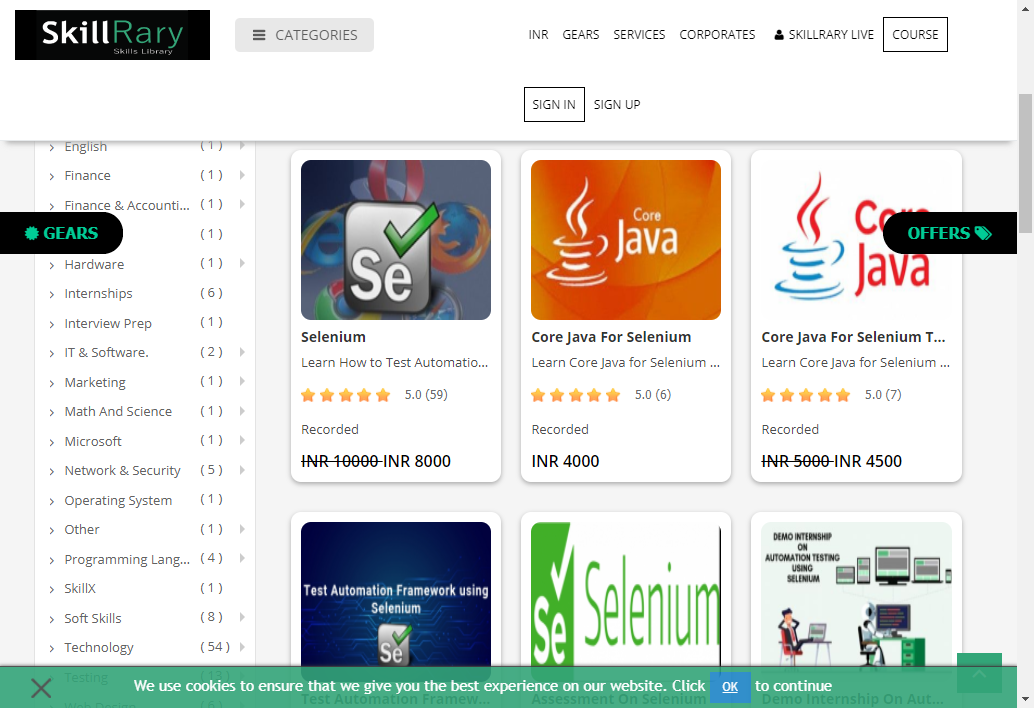 SkillRary
Skills Library
CATEGORIES
INR GEARS SERVICES CORPORATES SKILLRARY LIVE COURSE
SIGN IN SIGN UP
English ( 1 )
Finance ( 1 )
Finance & Accounti... ( 1 )
( 1 )
Hardware ( 1 )
Internships ( 6 )
Interview Prep ( 1 )
IT & Software. ( 2 )
Marketing ( 1 )
Math And Science ( 1 )
Microsoft ( 1 )
Network & Security ( 5 )
Operating System ( 1 )
Other ( 1 )
Programming Lang... ( 4 )
SkillX ( 1 )
Soft Skills ( 8 )
Technology ( 54 )
Testing ( 13 )
Web Design ( 6 )
GEARS
OFFERS
Se
Selenium
Learn How to Test Automatio...
5.0 (59)
Recorded
INR 10000 INR 8000
Core
Java
Core Java For Selenium
Learn Core Java for Selenium ...
5.0 (6)
Recorded
INR 4000
Core
Java
Core Java For Selenium T...
Learn Core Java for Selenium ...
5.0 (7)
Recorded
INR 5000 INR 4500
Test Automation Framework using
Selenium
Se
Test Automation Framew...
Se
Selenium
Assessment On Selenium
DEMO INTERNSHIP
ON
AUTOMATION TESTING
USING
SELENIUM
Demo Internship On Aut...
We use cookies to ensure that we give you the best experience on our website. Click OK to continue